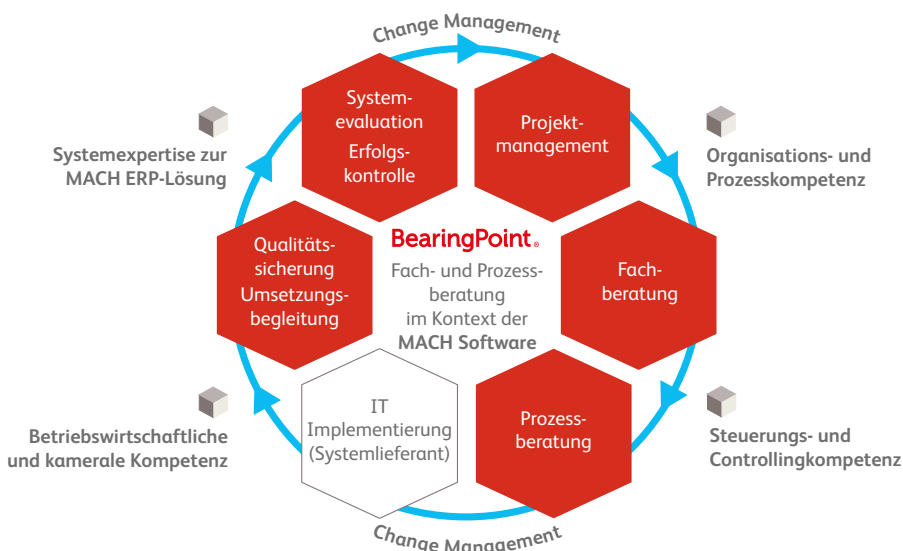 Change Management
System-
evaluation
Erfolgs-
kontrolle
Projekt-
management
Systemexpertise zur
MACH ERP-Lösung
Organisations- und
Prozesskompetenz
Qualitäts-
sicherung
Umsetzungs-
begleitung
BearingPoint®
Fach- und Prozess-
beratung
im Kontext der
MACH Software
Fach-
beratung
IT
Implementierung
(Systemlieferant)
Prozess-
beratung
Betriebswirtschaftliche
und kamerale Kompetenz
Steuerungs- und
Controllingkompetenz
Change Management